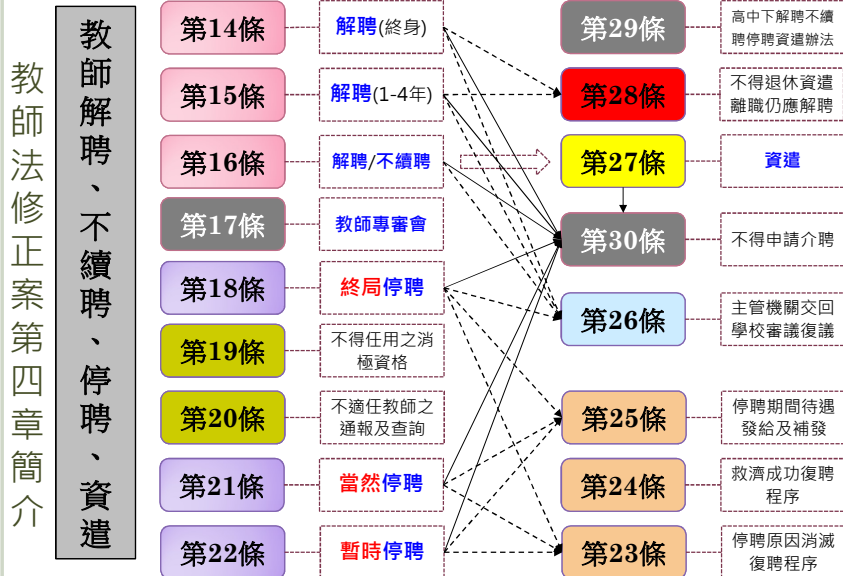 教師法修正案第四章簡介
教師解聘、不續聘、停聘、資遣
第14條
解聘(終身)
第15條
解聘(1-4年)
第16條
解聘/不續聘
第17條
教師專審會
第18條
終局停聘
第19條
不得任用之消
極資格
第20條
不適任教師之
通報及查詢
第21條
當然停聘
第22條
暫時停聘
第29條
高中下解聘不續
聘停聘資遣辦法
第28條
不得退休資遣
離職仍應解聘
第27條
資遣
第30條
不得申請介聘
第26條
主管機關交回
學校審議復議
第25條
停聘期間待遇
發給及補發
第24條
救濟成功復聘
程序
第23條
停聘原因消滅
復聘程序